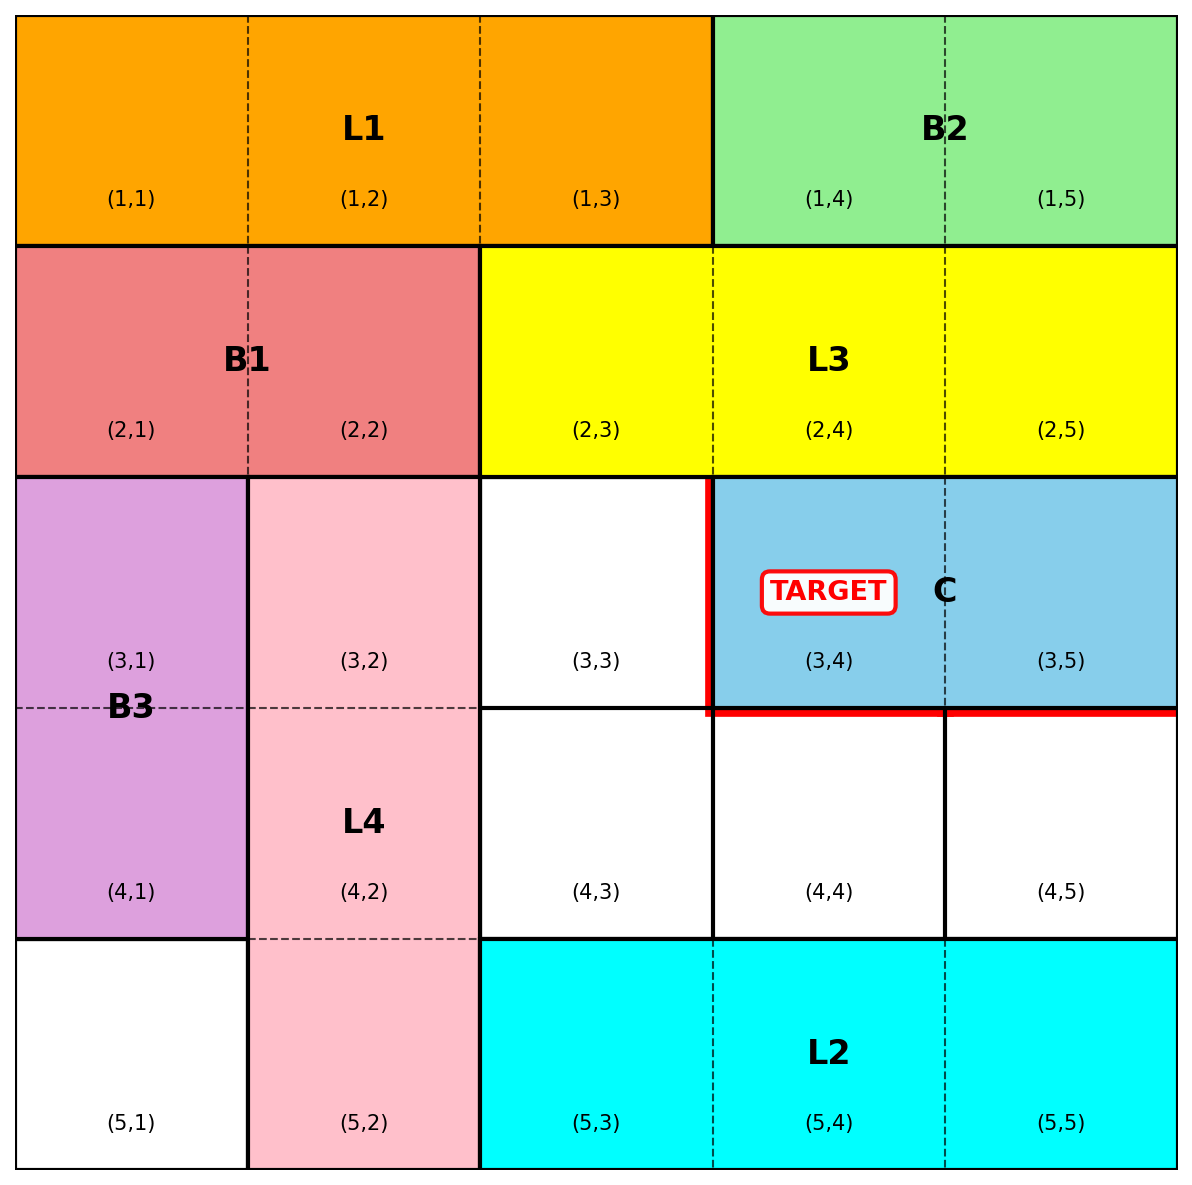 L1 B2
(1,1) (1,2) (1,3) (1,4) (1,5)
B1 L3
(2,1) (2,2) (2,3) (2,4) (2,5)
TARGET C
(3,1) (3,2) (3,3) (3,4) (3,5)
B3
L4
(4,1) (4,2) (4,3) (4,4) (4,5)
L2
(5,1) (5,2) (5,3) (5,4) (5,5)